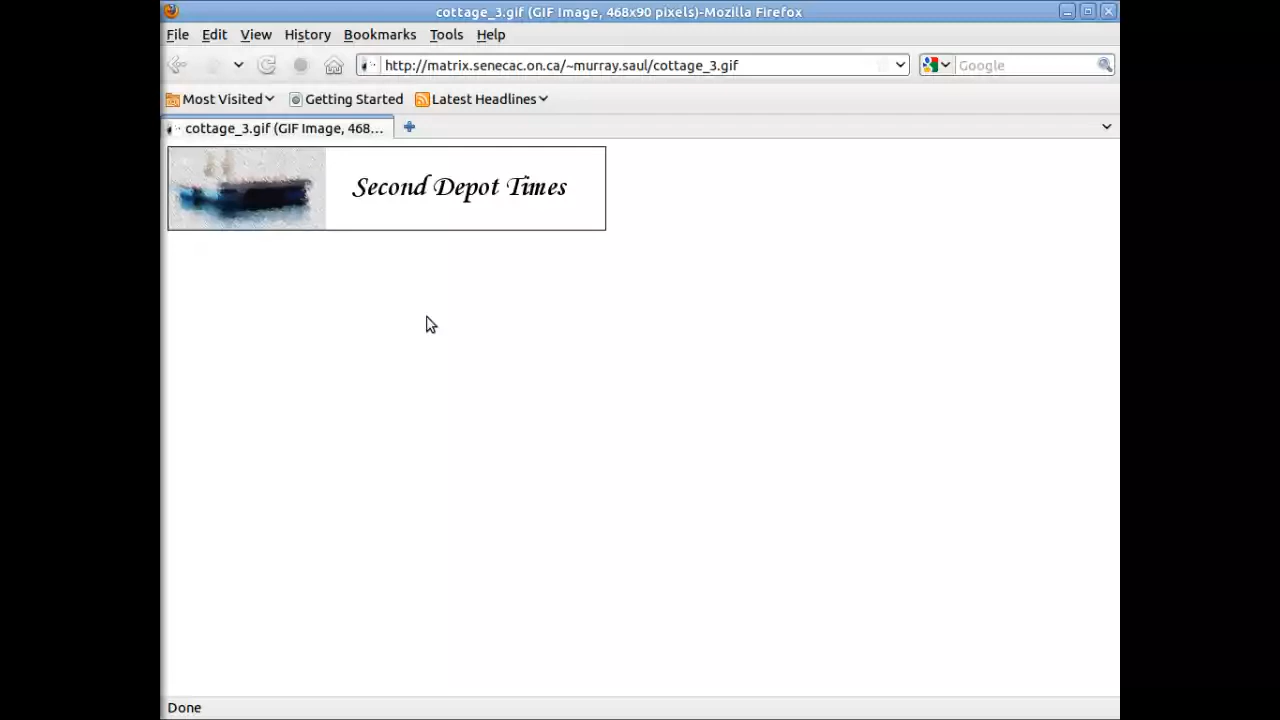 cottage_3.gif (GIF Image, 468x90 pixels)-Mozilla Firefox
File Edit View History Bookmarks Tools Help
http://matrix.senecac.on.ca/~murray.saul/cottage_3.gif Google
Most Visited Getting Started Latest Headlines
cottage_3.gif (GIF Image, 468...
Second Depot Times
Done